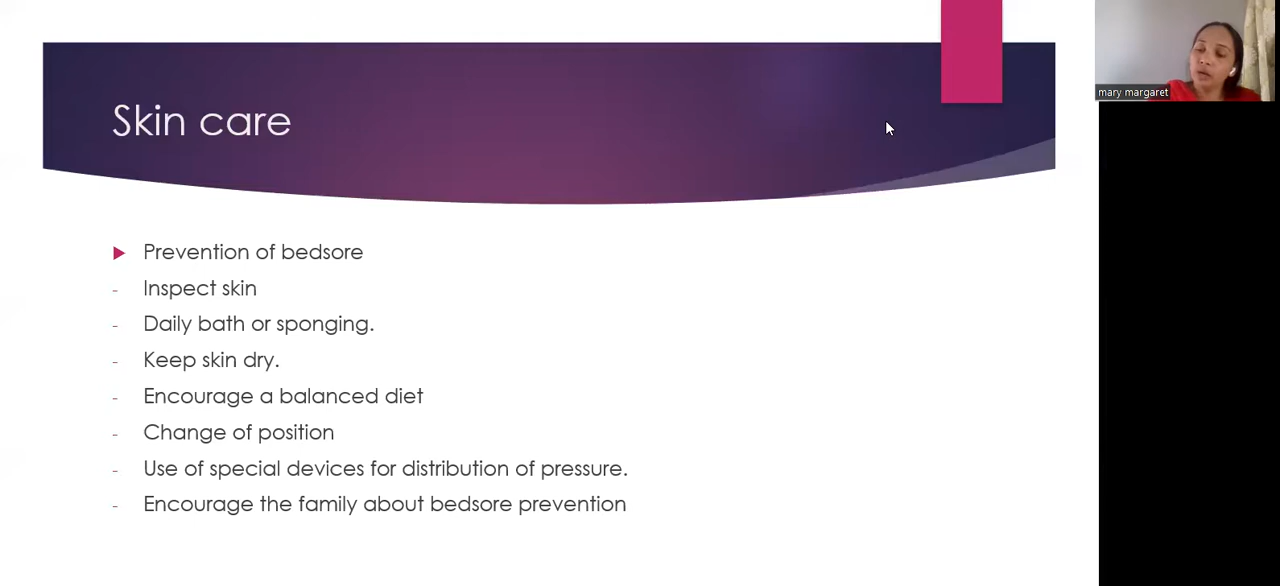 Skin care
mary margaret
Prevention of bedsore
- Inspect skin
- Daily bath or sponging.
- Keep skin dry.
- Encourage a balanced diet
- Change of position
- Use of special devices for distribution of pressure.
- Encourage the family about bedsore prevention